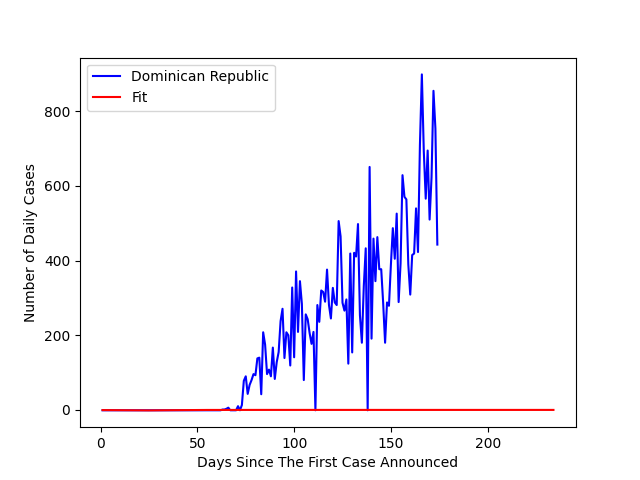 Dominican Republic
Fit
800
600
400
200
0
Number of Daily Cases
0 50 100 150 200
Days Since The First Case Announced